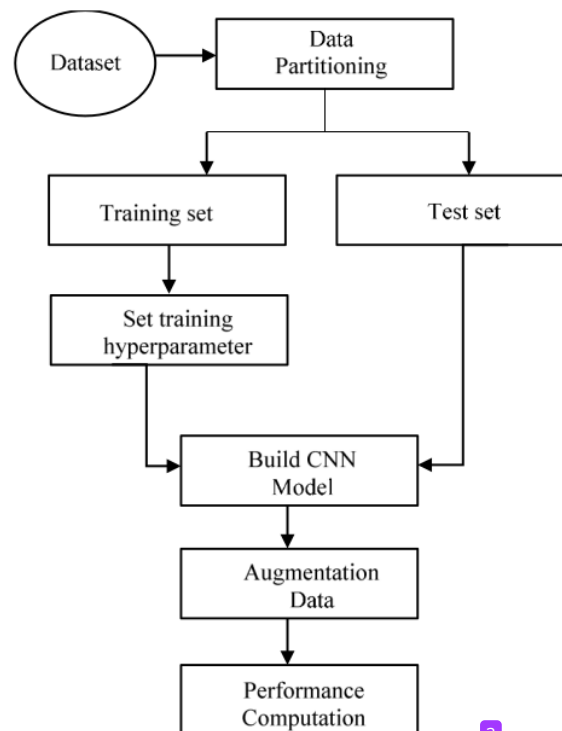 Dataset
Data
Partitioning
Training set
Test set
Set training
hyperparameter
Build CNN
Model
Augmentation
Data
Performance
Computation